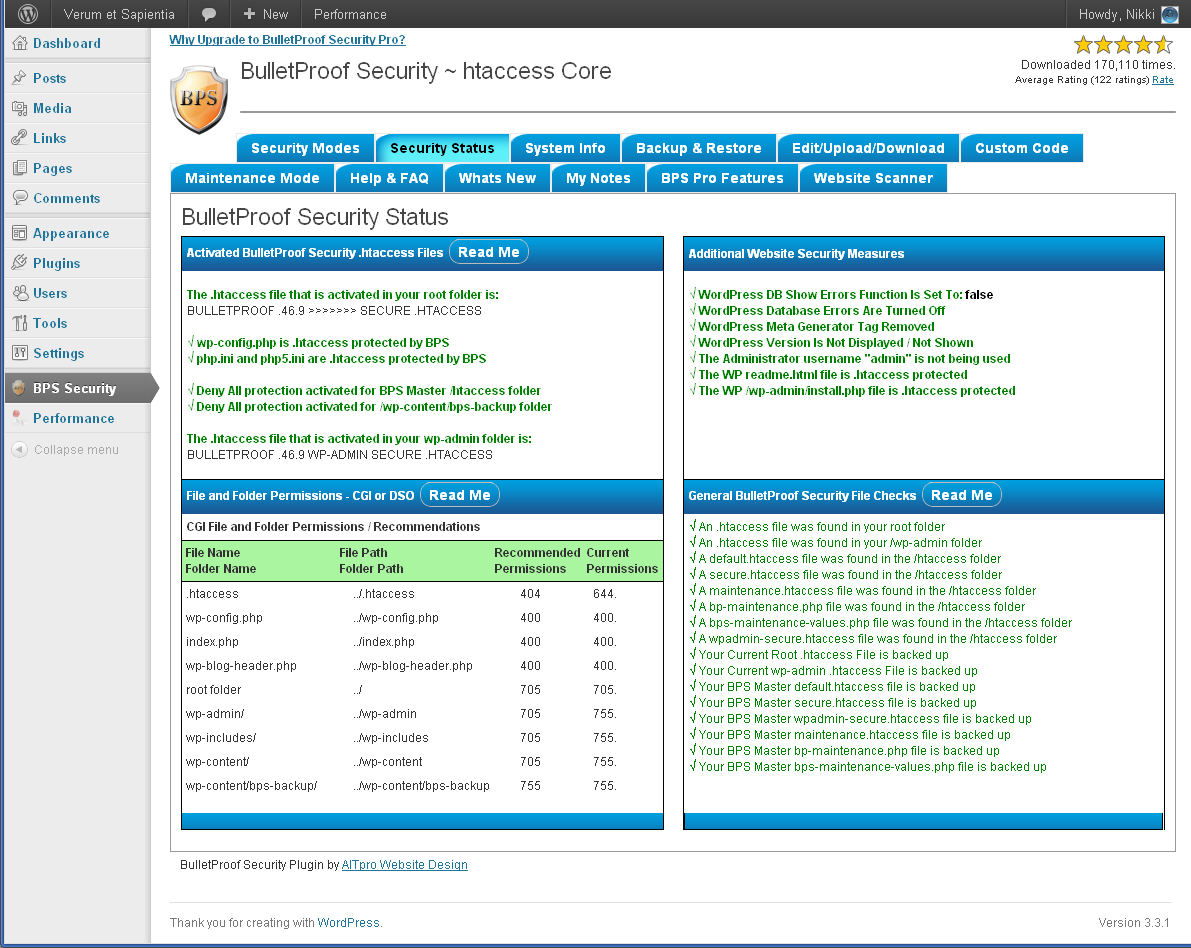 Verum et Sapientia + New Performance Howdy, Nikki
Dashboard
Posts
Media
Links
Pages
Comments
Appearance
Plugins
Users
Tools
Settings
BPS Security
Performance
Collapse menu
Why Upgrade to BulletProof Security Pro?
BPS
BulletProof Security ~ htaccess Core
Downloaded 170,110 times.
Average Rating (122 ratings) Rate
Security Modes Security Status System Info Backup & Restore Edit/Upload/Download Custom Code
Maintenance Mode Help & FAQ Whats New My Notes BPS Pro Features Website Scanner
BulletProof Security Status
Activated BulletProof Security .htaccess Files Read Me
The .htaccess file that is activated in your root folder is:
BULLETPROOF .46.9 >>>>>>> SECURE .HTACCESS
√ wp-config.php is .htaccess protected by BPS
√ php.ini and php5.ini are .htaccess protected by BPS
√ Deny All protection activated for BPS Master /htaccess folder
√ Deny All protection activated for /wp-content/bps-backup folder
The .htaccess file that is activated in your wp-admin folder is:
BULLETPROOF .46.9 WP-ADMIN SECURE .HTACCESS
Additional Website Security Measures
√ WordPress DB Show Errors Function Is Set To: false
√ WordPress Database Errors Are Turned Off
√ WordPress Meta Generator Tag Removed
√ WordPress Version Is Not Displayed / Not Shown
√ The Administrator username "admin" is not being used
√ The WP readme.html file is .htaccess protected
√ The WP /wp-admin/install.php file is .htaccess protected
File and Folder Permissions - CGI or DSO Read Me
CGI File and Folder Permissions / Recommendations
File Name File Path Recommended Current
Folder Name Folder Path Permissions Permissions
.htaccess ../.htaccess 404 644.
wp-config.php ../wp-config.php 400 400.
index.php ../index.php 400 400.
wp-blog-header.php ../wp-blog-header.php 400 400.
root folder ../ 705 705.
wp-admin/ ../wp-admin 705 755.
wp-includes/ ../wp-includes 705 755.
wp-content/ ../wp-content 705 755.
wp-content/bps-backup/ ../wp-content/bps-backup 755 755.
General BulletProof Security File Checks Read Me
√ An .htaccess file was found in your root folder
√ An .htaccess file was found in your /wp-admin folder
√ A default.htaccess file was found in the /htaccess folder
√ A secure.htaccess file was found in the /htaccess folder
√ A maintenance.htaccess file was found in the /htaccess folder
√ A bp-maintenance.php file was found in the /htaccess folder
√ A bps-maintenance-values.php file was found in the /htaccess folder
√ A wpadmin-secure.htaccess file was found in the /htaccess folder
√ Your Current Root .htaccess File is backed up
√ Your Current wp-admin .htaccess File is backed up
√ Your BPS Master default.htaccess file is backed up
√ Your BPS Master secure.htaccess file is backed up
√ Your BPS Master wpadmin-secure.htaccess file is backed up
√ Your BPS Master maintenance.htaccess file is backed up
√ Your BPS Master bp-maintenance.php file is backed up
√ Your BPS Master bps-maintenance-values.php file is backed up
BulletProof Security Plugin by AITpro Website Design
Thank you for creating with WordPress. Version 3.3.1